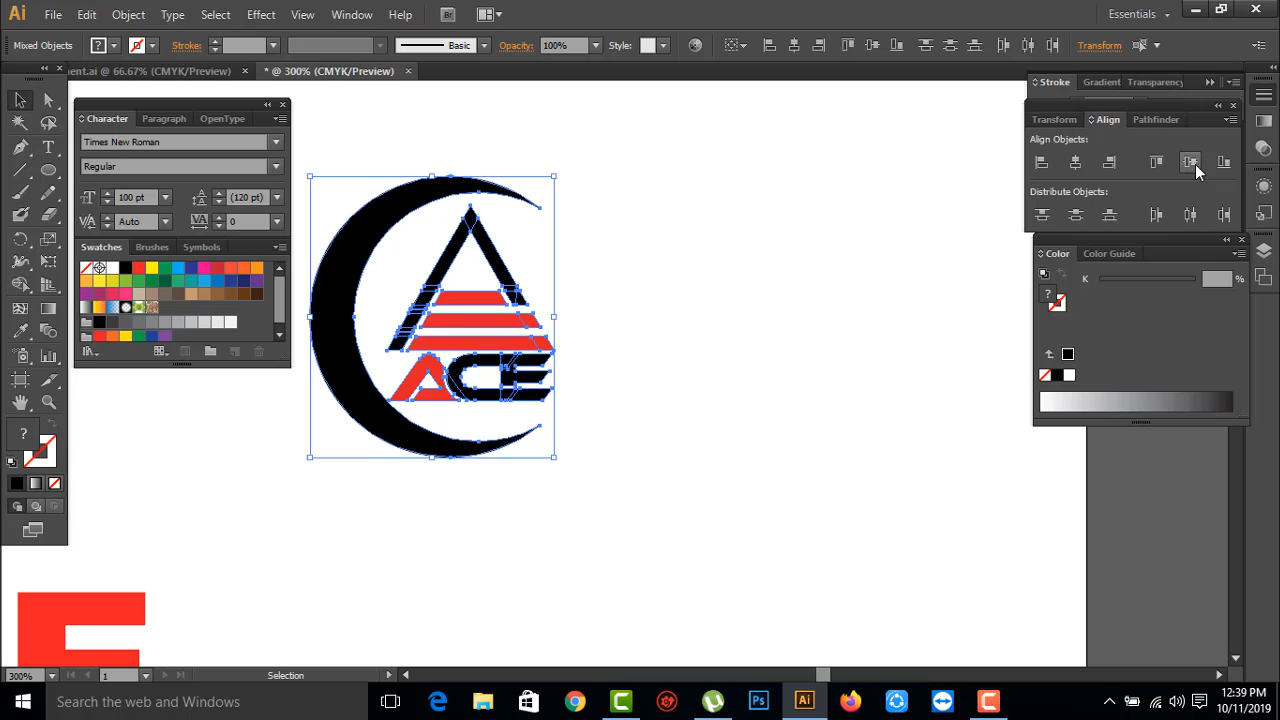 Ai File Edit Object Type Select Effect View Window Help Br Essentials
Mixed Objects ? Stroke: Basic Opacity: 100% Style: Transform
ent.ai @ 66.67% (CMYK/Preview) × * @ 300% (CMYK/Preview) ×
Stroke Gradient Transparency
Character Paragraph OpenType
Transform Align Pathfinder
Times New Roman
Align Objects:
Regular
100 pt (120 pt)
Distribute Objects:
Auto 0
Swatches Brushes Symbols
Color Color Guide
K %
?
ACE
?
E
300% 1 Selection
Search the web and Windows
Ps Ai
12:39 PM
10/11/2019